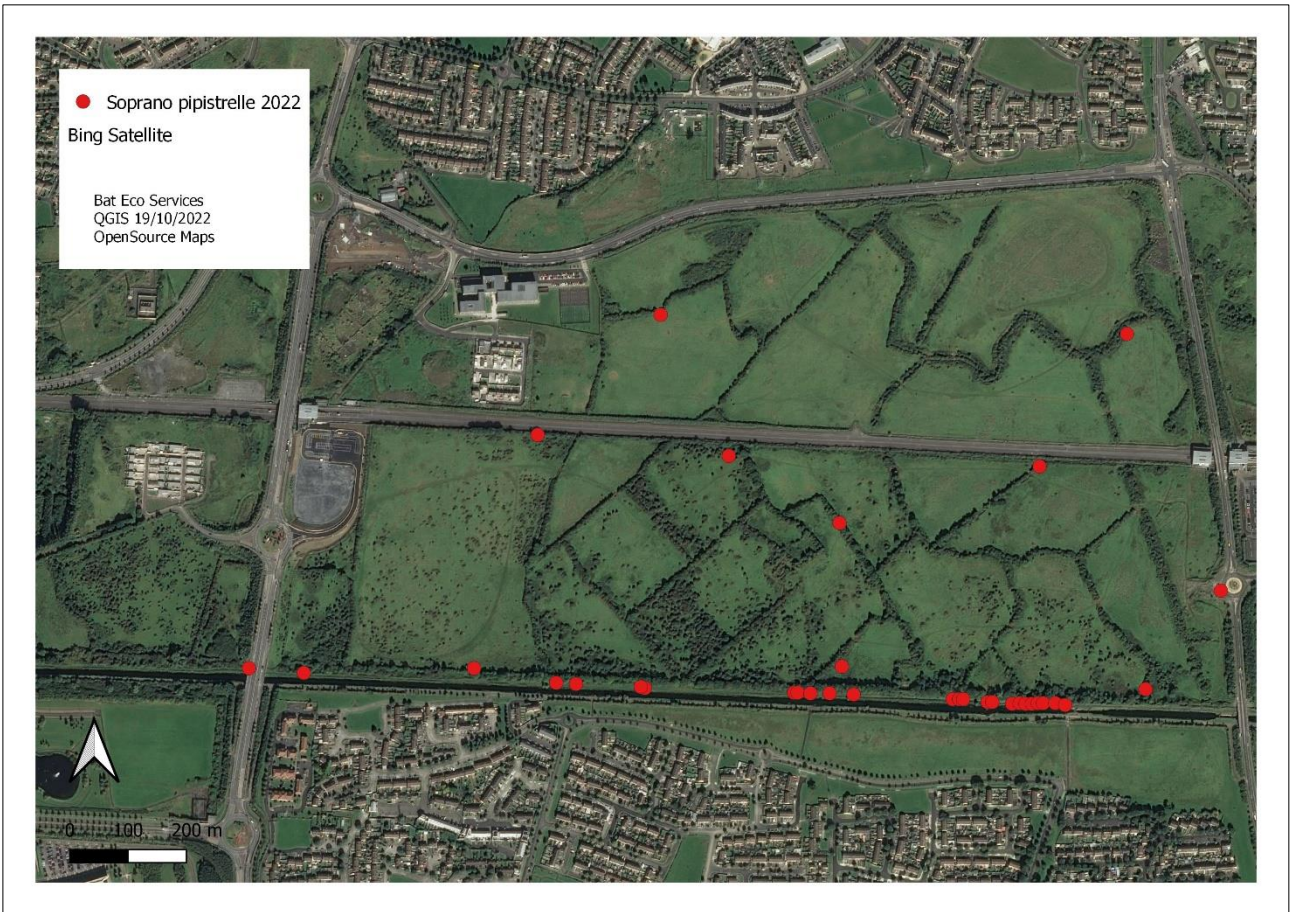 Soprano pipistrelle 2022
Bing Satellite
Bat Eco Services
QGIS 19/10/2022
OpenSource Maps
0 100 200 m